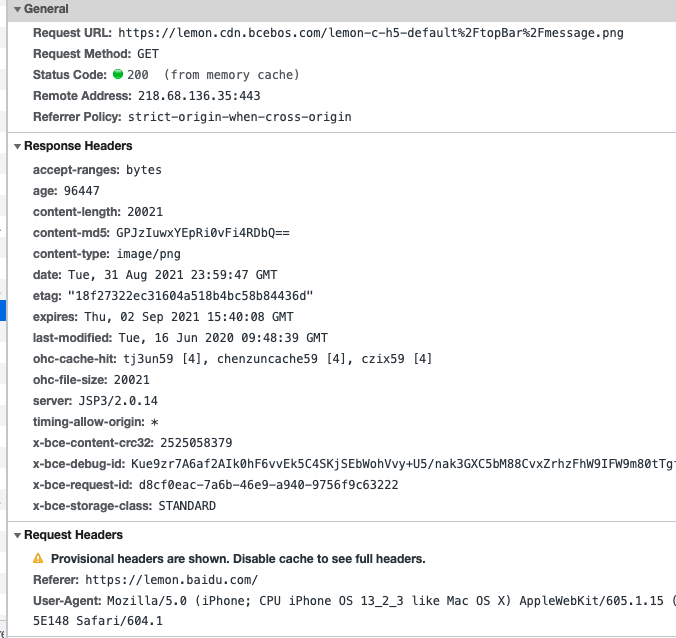 General
Request URL: https://lemon.cdn.bcebos.com/lemon-c-h5-default%2FtopBar%2Fmessage.png
Request Method: GET
Status Code: 200 (from memory cache)
Remote Address: 218.68.136.35:443
Referrer Policy: strict-origin-when-cross-origin
Response Headers
accept-ranges: bytes
age: 96447
content-length: 20021
content-md5: GPJzIuwxYEpRi0vFi4RDbQ==
content-type: image/png
date: Tue, 31 Aug 2021 23:59:47 GMT
etag: "18f27322ec31604a518b4bc58b84436d"
expires: Thu, 02 Sep 2021 15:40:08 GMT
last-modified: Tue, 16 Jun 2020 09:48:39 GMT
ohc-cache-hit: tj3un59 [4], chenzuncache59 [4], czix59 [4]
ohc-file-size: 20021
server: JSP3/2.0.14
timing-allow-origin: *
x-bce-content-crc32: 2525058379
x-bce-debug-id: Kue9zr7A6af2AIk0hF6vvEk5C4SKjSEbWohVvy+U5/nak3GXC5bM88CvxZrhzFhW9IFW9m80tTg
x-bce-request-id: d8cf0eac-7a6b-46e9-a940-9756f9c63222
x-bce-storage-class: STANDARD
Request Headers
Provisional headers are shown. Disable cache to see full headers.
Referer: https://lemon.baidu.com/
User-Agent: Mozilla/5.0 (iPhone; CPU iPhone OS 13_2_3 like Mac OS X) AppleWebKit/605.1.15 (
5E148 Safari/604.1